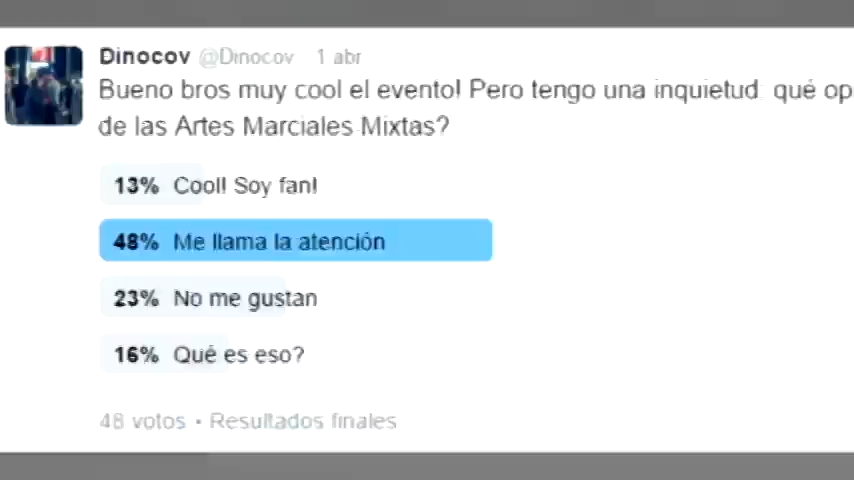 Dinocov @Dinocov 1 abr
Bueno bros muy cool el evento! Pero tengo una inquietud: qué op
de las Artes Marciales Mixtas?
13% Cool! Soy fan!
48% Me llama la atención
23% No me gustan
16% Qué es eso?
48 votos • Resultados finales